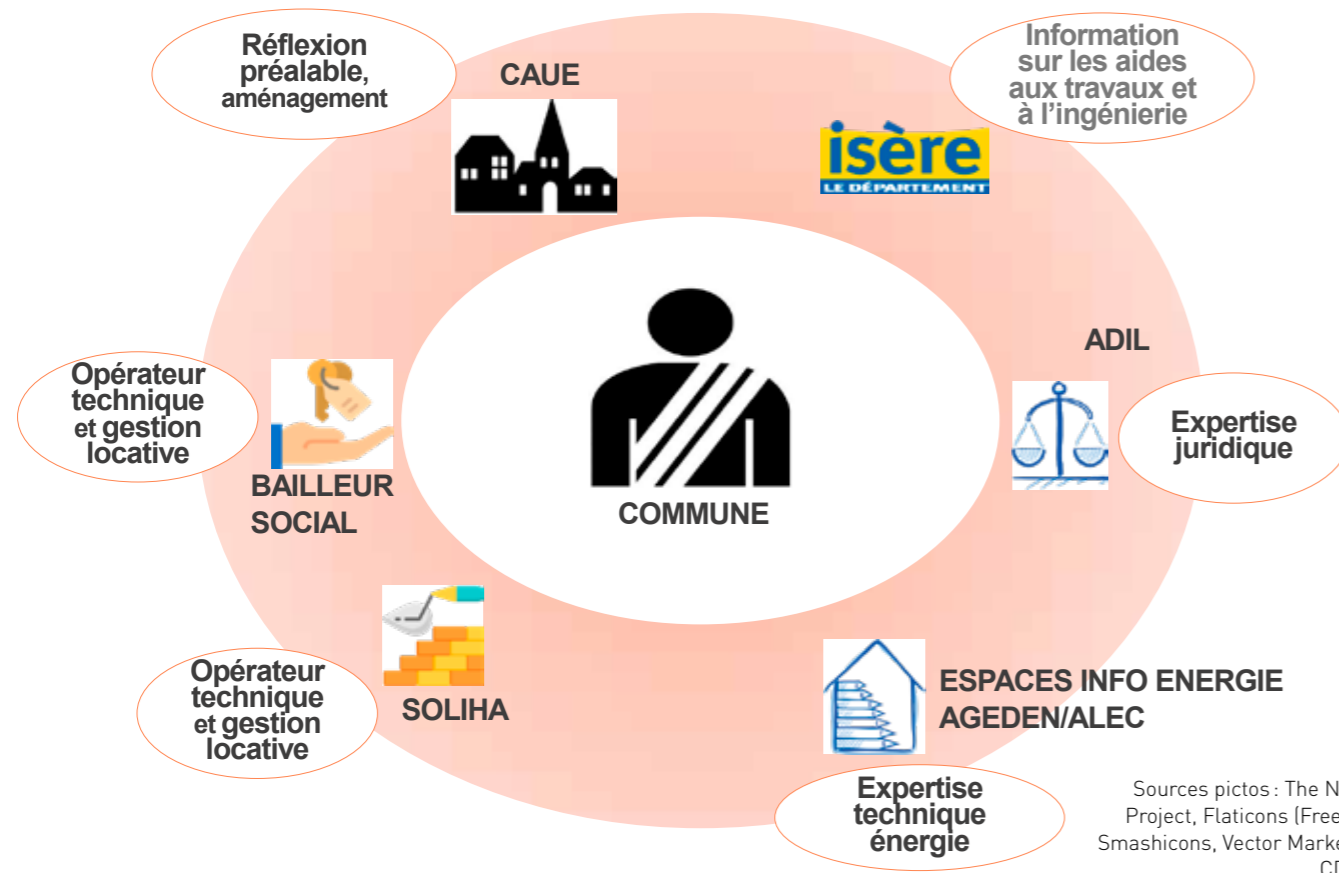 Réflexion
préalable,
aménagement
CAUE
Information
sur les aides
aux travaux et
à l'ingénierie
isère
LE DÉPARTEMENT
ADIL
Expertise
juridique
Opérateur
technique
et gestion
locative
BAILLEUR
SOCIAL
COMMUNE
Opérateur
technique
et gestion
locative
SOLIHA
ESPACES INFO ENERGIE
AGEDEN/ALEC
Expertise
technique
énergie
Sources pictos : The N
Project, Flaticons (Free
Smashicons, Vector Marke